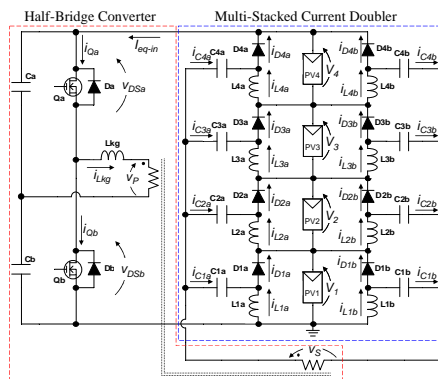 Half-Bridge Converter
Multi-Stacked Current Doubler
Ca
iQa
Ieq-in
Qa
Da
vDSa
Lkg
iLkg
vP
iQb
Cb
Qb
Db
vDSb
C4a
D4a
iC4a
iD4a
L4a
iL4a
PV4
V4
D4b
C4b
iD4b
iC4b
L4b
iL4b
C3a
D3a
iC3a
iD3a
L3a
iL3a
PV3
V3
D3b
C3b
iD3b
iC3b
L3b
iL3b
C2a
D2a
iC2a
iD2a
L2a
iL2a
PV2
V2
D2b
C2b
iD2b
iC2b
L2b
iL2b
C1a
D1a
iC1a
iD1a
L1a
iL1a
PV1
V1
D1b
C1b
iD1b
iC1b
L1b
iL1b
vS